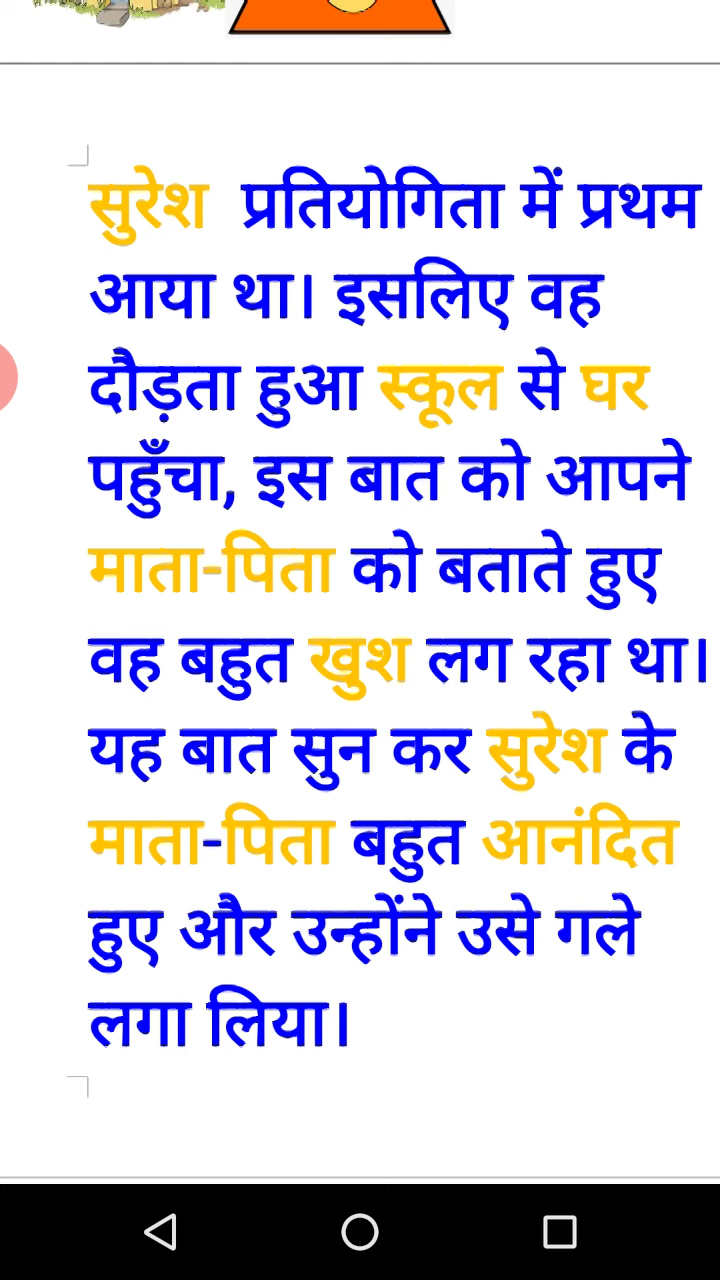 सुरेश प्रतियोगिता में प्रथम
आया था। इसलिए वह
दौड़ता हुआ स्कूल से घर
पहुँचा, इस बात को आपने
माता-पिता को बताते हुए
वह बहुत खुश लग रहा था।
यह बात सुन कर सुरेश के
माता-पिता बहुत आनंदित
हुए और उन्होंने उसे गले
लगा लिया।